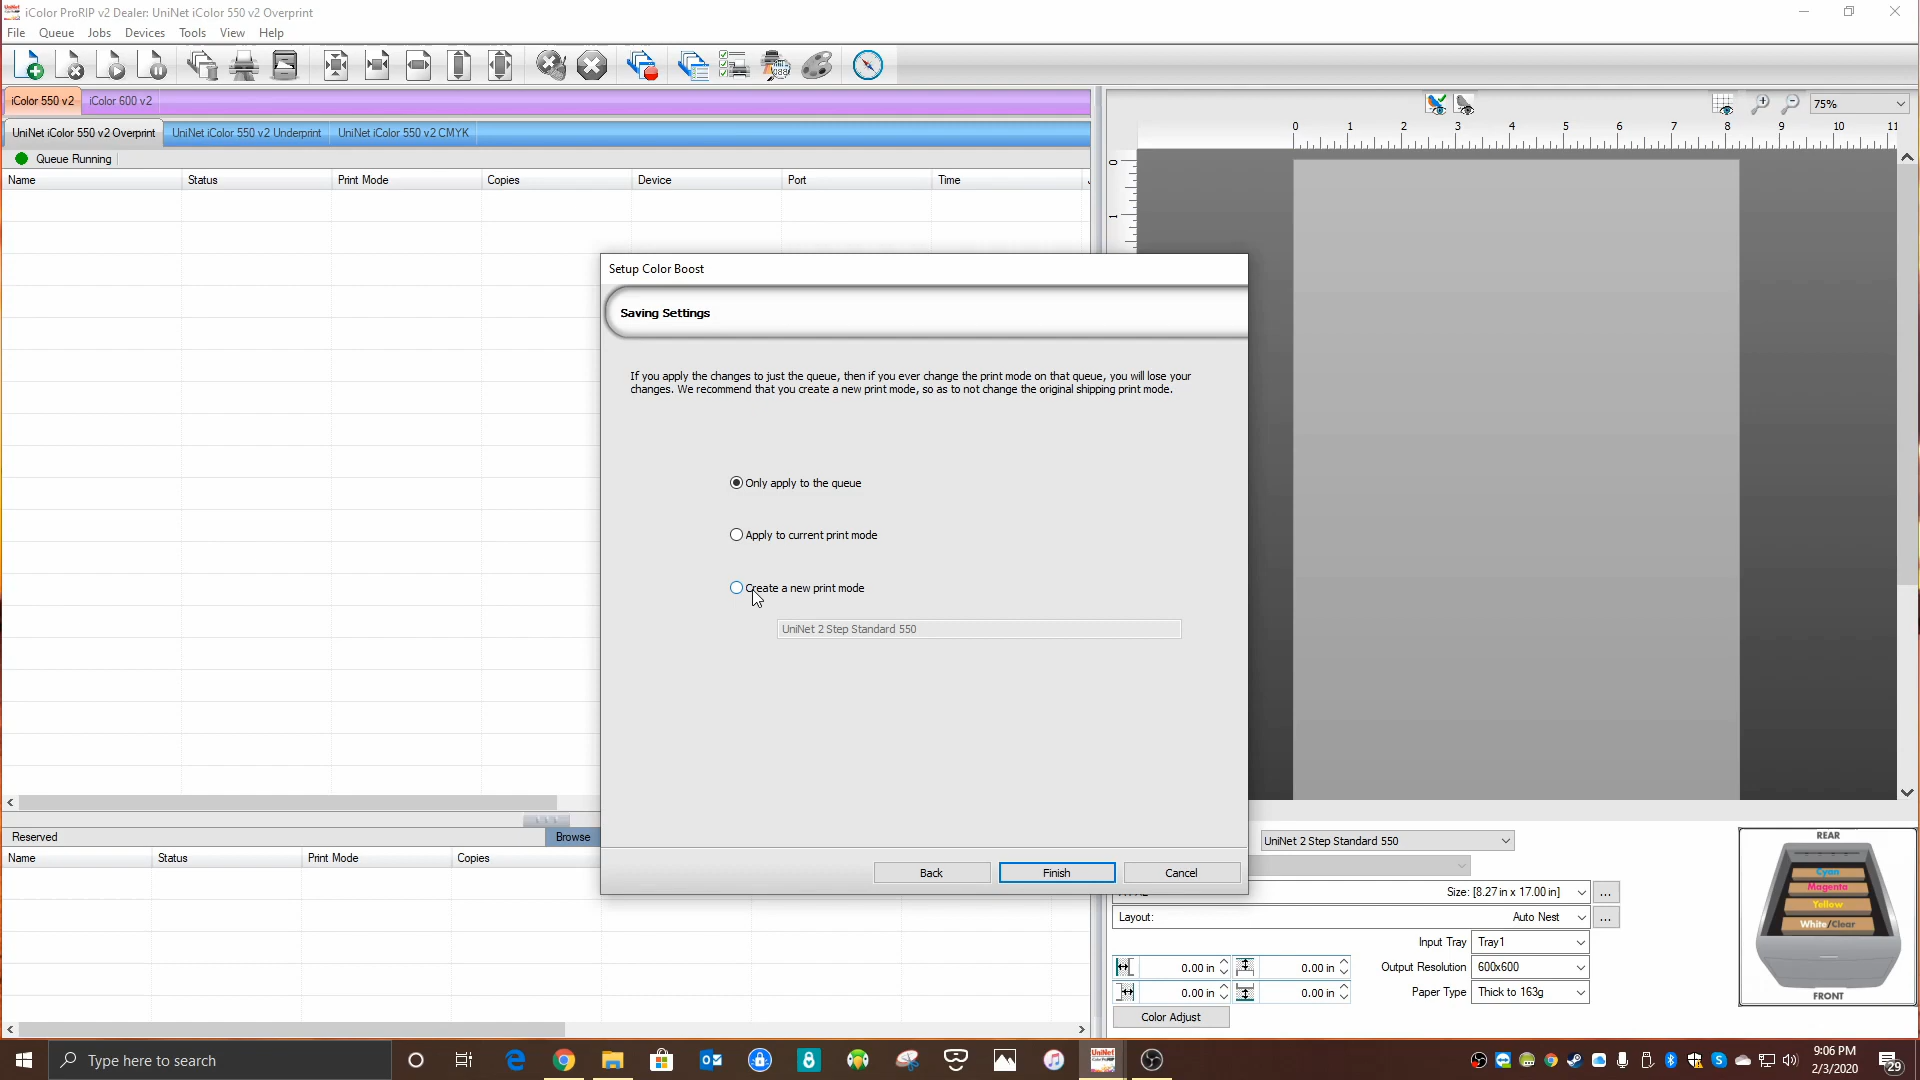 iColor ProRIP v2 Dealer: UniNet iColor 550 v2 Overprint
File Queue Jobs Devices Tools View Help
iColor 550 v2 iColor 600 v2
75%
UniNet iColor 550 v2 Overprint UniNet iColor 550 v2 Underprint UniNet iColor 550 v2 CMYK
0 1 2 3 4 5 6 7 8 9 10 11
Queue Running
0
Name Status Print Mode Copies Device Port Time
1
Setup Color Boost
Saving Settings
If you apply the changes to just the queue, then if you ever change the print mode on that queue, you will lose your
changes. We recommend that you create a new print mode, so as to not change the original shipping print mode.
Only apply to the queue
Apply to current print mode
Create a new print mode
UniNet 2 Step Standard 550
Back Finish Cancel
Reserved Browse
Name Status Print Mode Copies
UniNet 2 Step Standard 550
Size: [8.27 in x 17.00 in] ...
Layout: Auto Nest ...
Input Tray Tray1
0.00 in 0.00 in Output Resolution 600x600
0.00 in 0.00 in Paper Type Thick to 163g
Color Adjust
REAR
Cyan
Magenta
Yellow
White/Clear
FRONT
Type here to search
UniNet
9:06 PM
2/3/2020
29